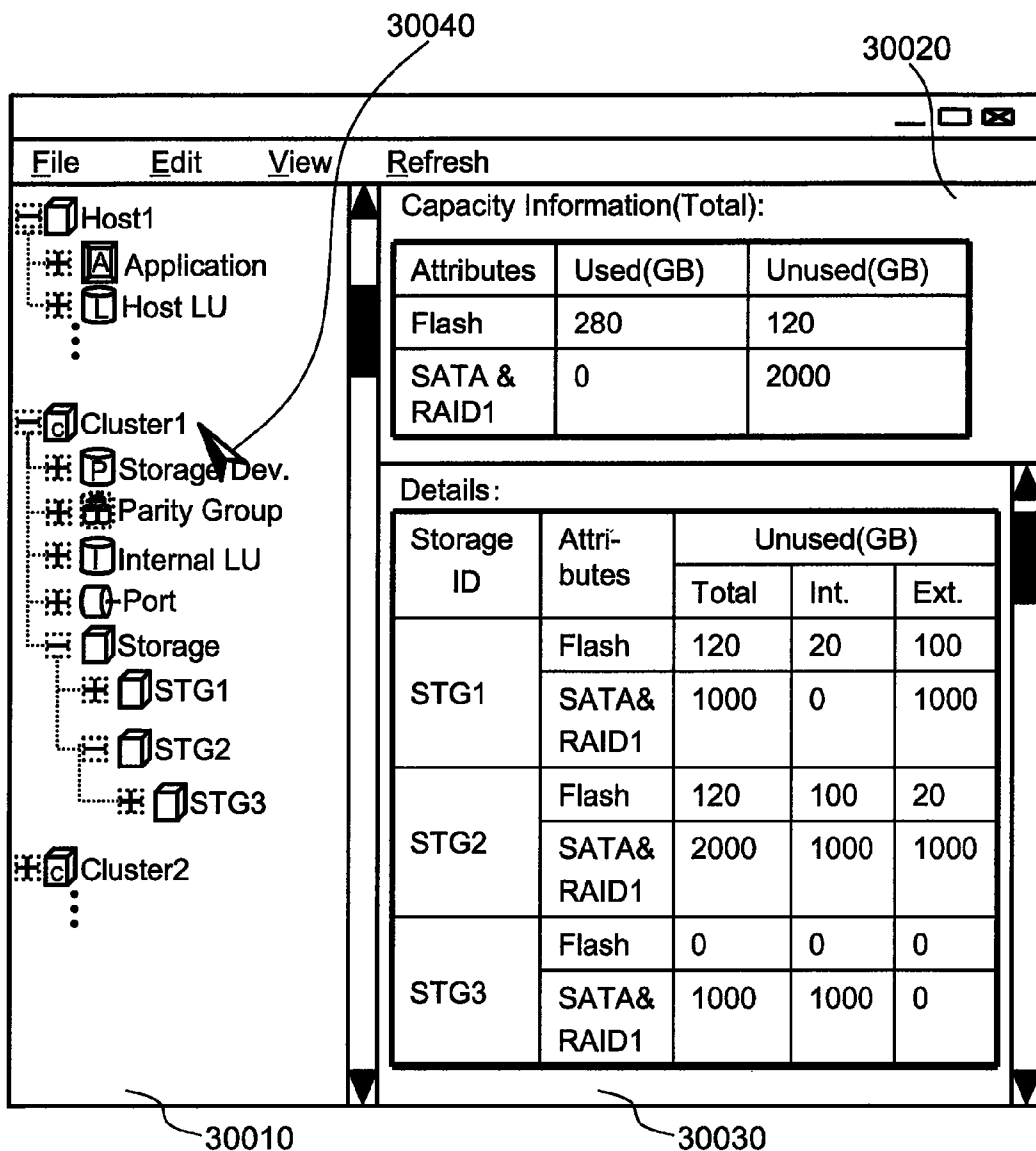 30040
30020
File Edit View Refresh
Host1
A Application
L Host LU
C Cluster1
P Storage Dev.
Parity Group
I Internal LU
Port
Storage
STG1
STG2
STG3
C Cluster2
Capacity Information(Total):
Attributes Used(GB) Unused(GB)
Flash 280 120
SATA & 0 2000
RAID1
Details:
Storage Attri- Unused(GB)
ID butes Total Int. Ext.
STG1 Flash 120 20 100
SATA& 1000 0 1000
RAID1
STG2 Flash 120 100 20
SATA& 2000 1000 1000
RAID1
STG3 Flash 0 0 0
SATA& 1000 1000 0
RAID1
30010
30030